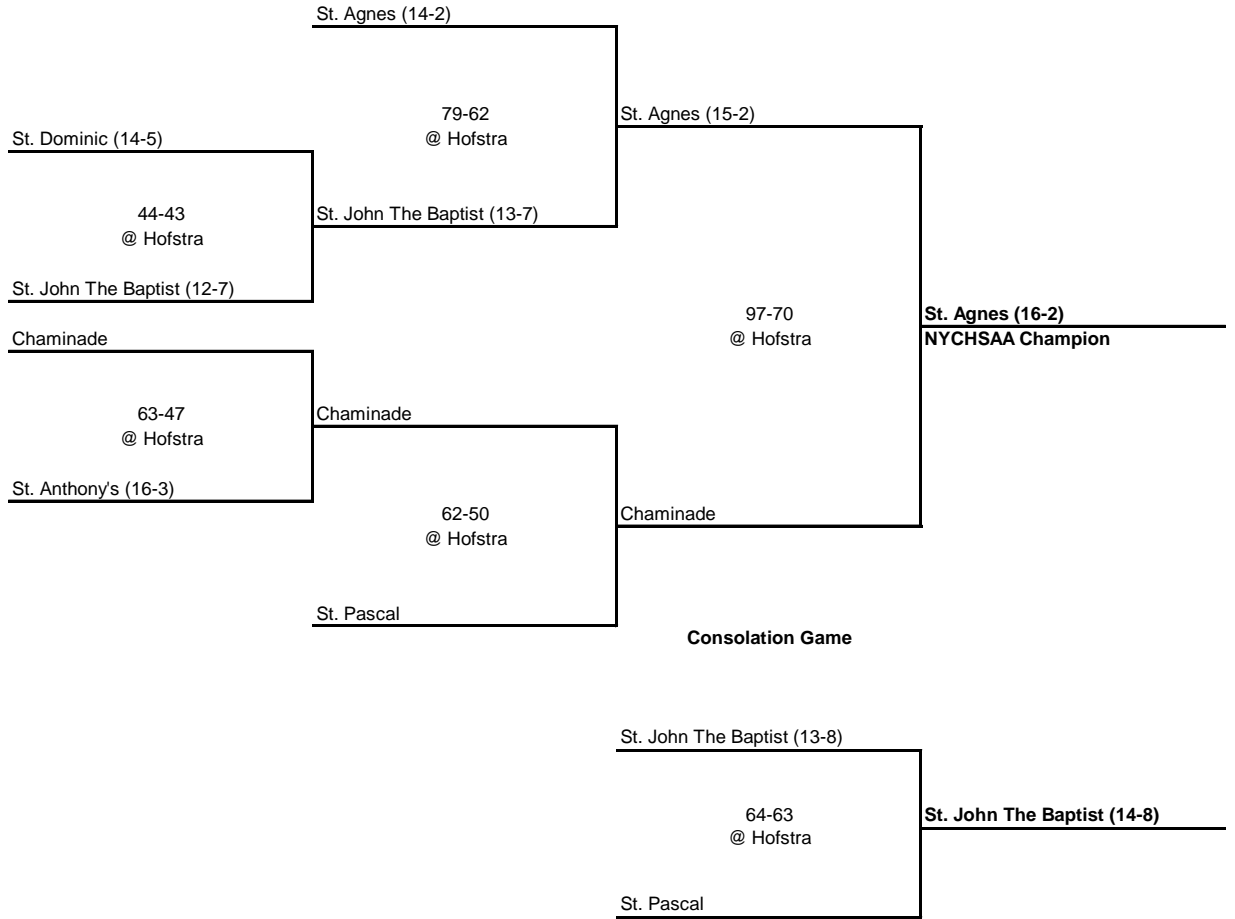 St. Agnes (14-2)
79-62
@ Hofstra
St. Agnes (15-2)
St. Dominic (14-5)
44-43
@ Hofstra
St. John The Baptist (13-7)
St. John The Baptist (12-7)
97-70
@ Hofstra
St. Agnes (16-2)
NYCHSAA Champion
Chaminade
63-47
@ Hofstra
Chaminade
St. Anthony's (16-3)
62-50
@ Hofstra
Chaminade
St. Pascal
Consolation Game
St. John The Baptist (13-8)
64-63
@ Hofstra
St. John The Baptist (14-8)
St. Pascal